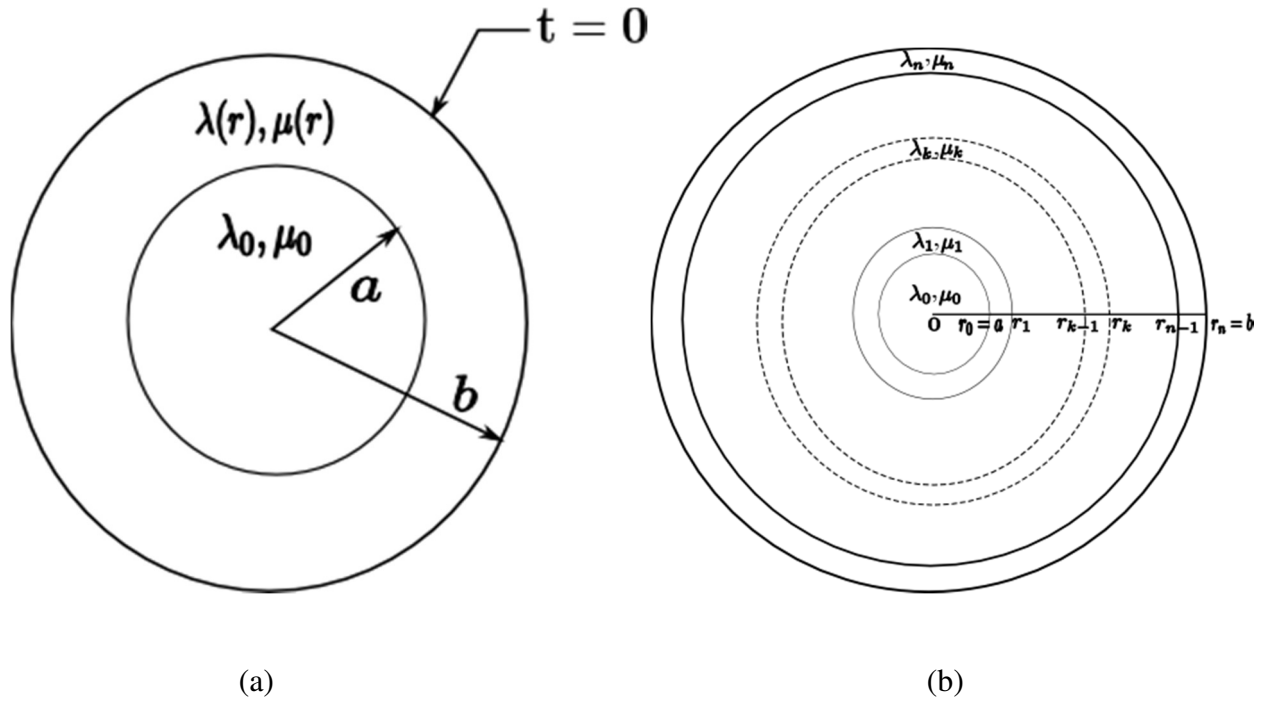 t = 0
λ(r), μ(r)
λ₀, μ₀
a
b
(a)
λₙ, μₙ
λₖ, μₖ
λ₁, μ₁
λ₀, μ₀
o r₀ = a r₁ rₖ₋₁ rₖ rₙ₋₁ rₙ = b
(b)